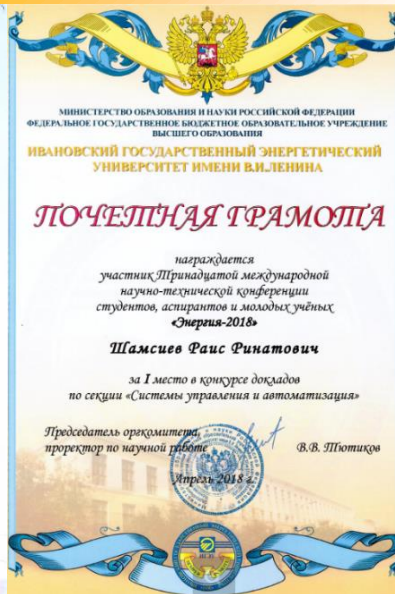 МИНИСТЕРСТВО ОБРАЗОВАНИЯ И НАУКИ РОССИЙСКОЙ ФЕДЕРАЦИИ
ФЕДЕРАЛЬНОЕ ГОСУДАРСТВЕННОЕ БЮДЖЕТНОЕ ОБРАЗОВАТЕЛЬНОЕ УЧРЕЖДЕНИЕ
ВЫСШЕГО ОБРАЗОВАНИЯ
ИВАНОВСКИЙ ГОСУДАРСТВЕННЫЙ ЭНЕРГЕТИЧЕСКИЙ
УНИВЕРСИТЕТ ИМЕНИ В.И.ЛЕНИНА
ПОЧЕТНАЯ ГРАМОТА
награждается
участник Тринадцатой международной
научно-технической конференции
студентов, аспирантов и молодых учёных
«Энергия-2018»
Шамсиев Раис Ринатович
за I место в конкурсе докладов
по секции «Системы управления и автоматизация»
Председатель оргкомитета,
проректор по научной работе В.В. Тютиков
Апрель 2018 г.